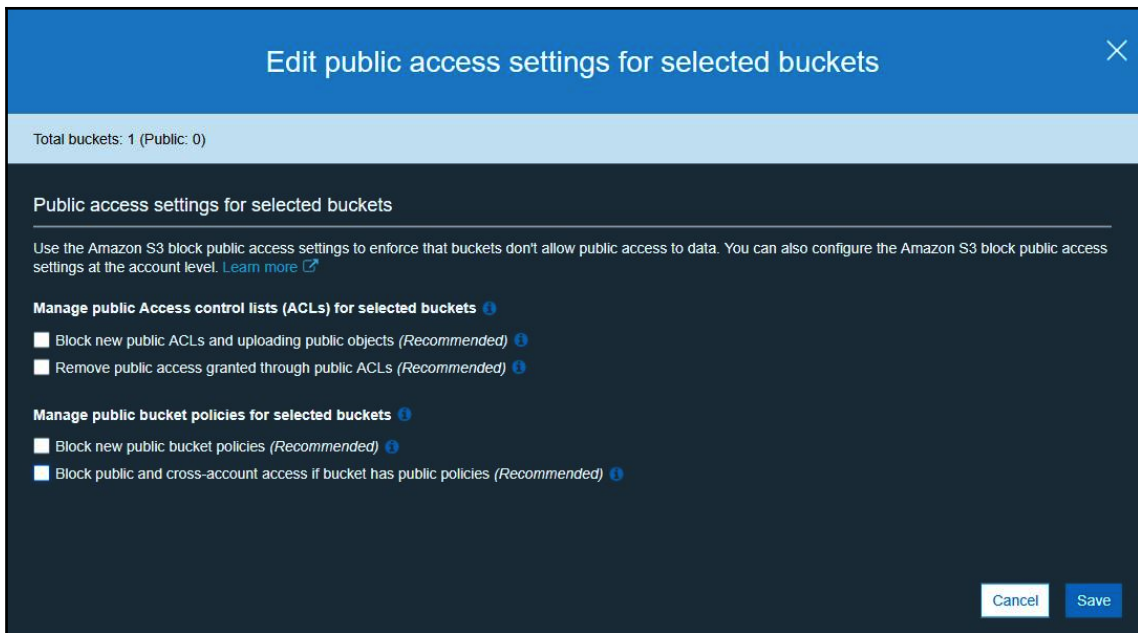 Edit public access settings for selected buckets
Total buckets: 1 (Public: 0)
Public access settings for selected buckets
Use the Amazon S3 block public access settings to enforce that buckets don't allow public access to data. You can also configure the Amazon S3 block public access
settings at the account level. Learn more
Manage public Access control lists (ACLs) for selected buckets
Block new public ACLs and uploading public objects (Recommended)
Remove public access granted through public ACLs (Recommended)
Manage public bucket policies for selected buckets
Block new public bucket policies (Recommended)
Block public and cross-account access if bucket has public policies (Recommended)
Cancel Save